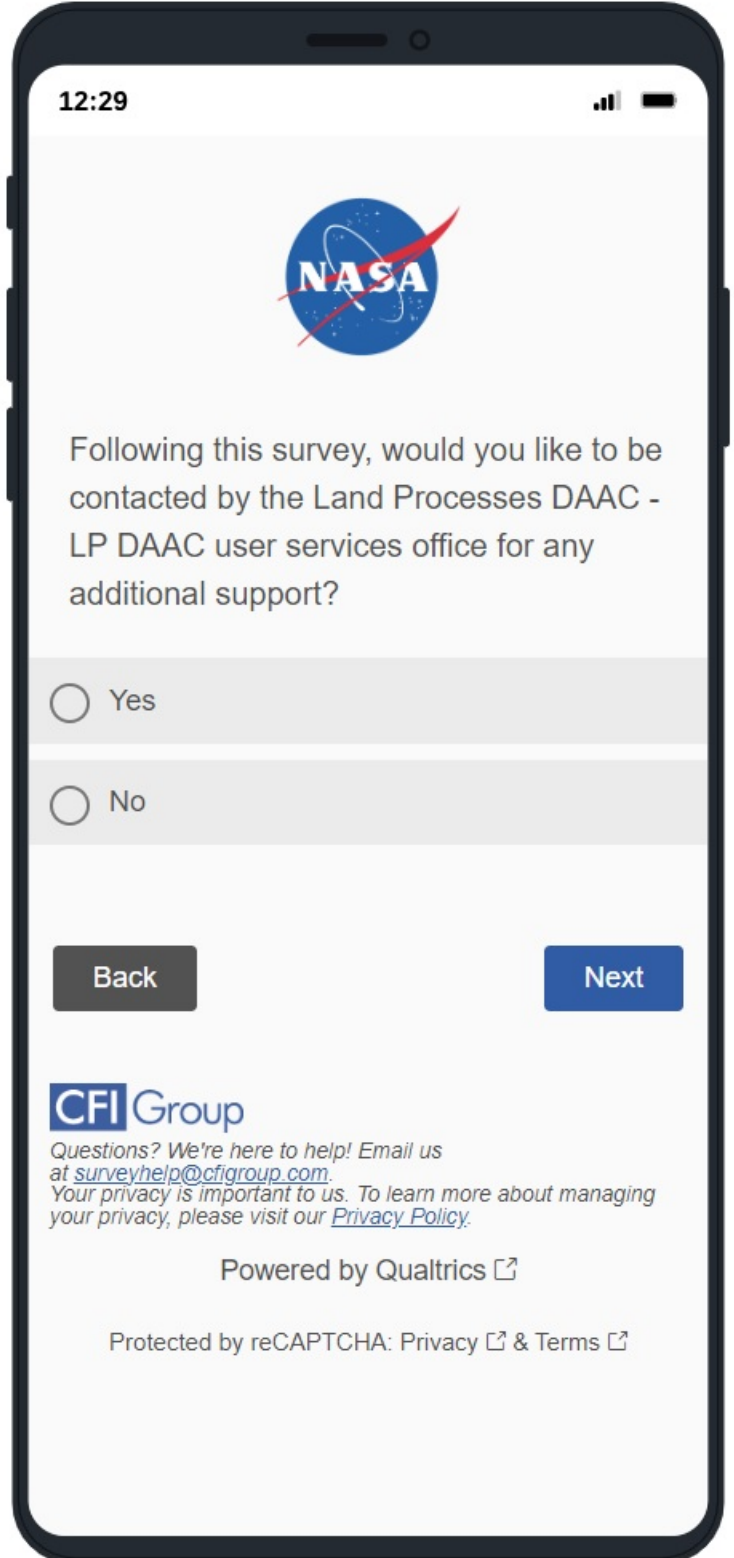 12:29
NASA
Following this survey, would you like to be
contacted by the Land Processes DAAC -
LP DAAC user services office for any
additional support?
Yes
No
Back
Next
CFI Group
Questions? We're here to help! Email us
at surveyhelp@cfigroup.com.
Your privacy is important to us. To learn more about managing
your privacy, please visit our Privacy Policy.
Powered by Qualtrics
Protected by reCAPTCHA: Privacy & Terms